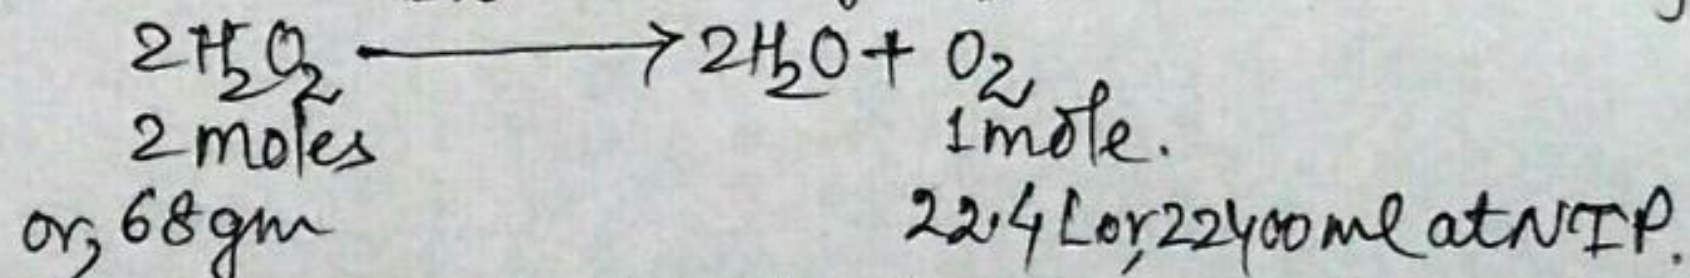 2H₂O₂ ⟶ 2H₂O + O₂
2 moles 1 mole.
or, 68 gm 22.4 L or, 22400 ml at NTP.